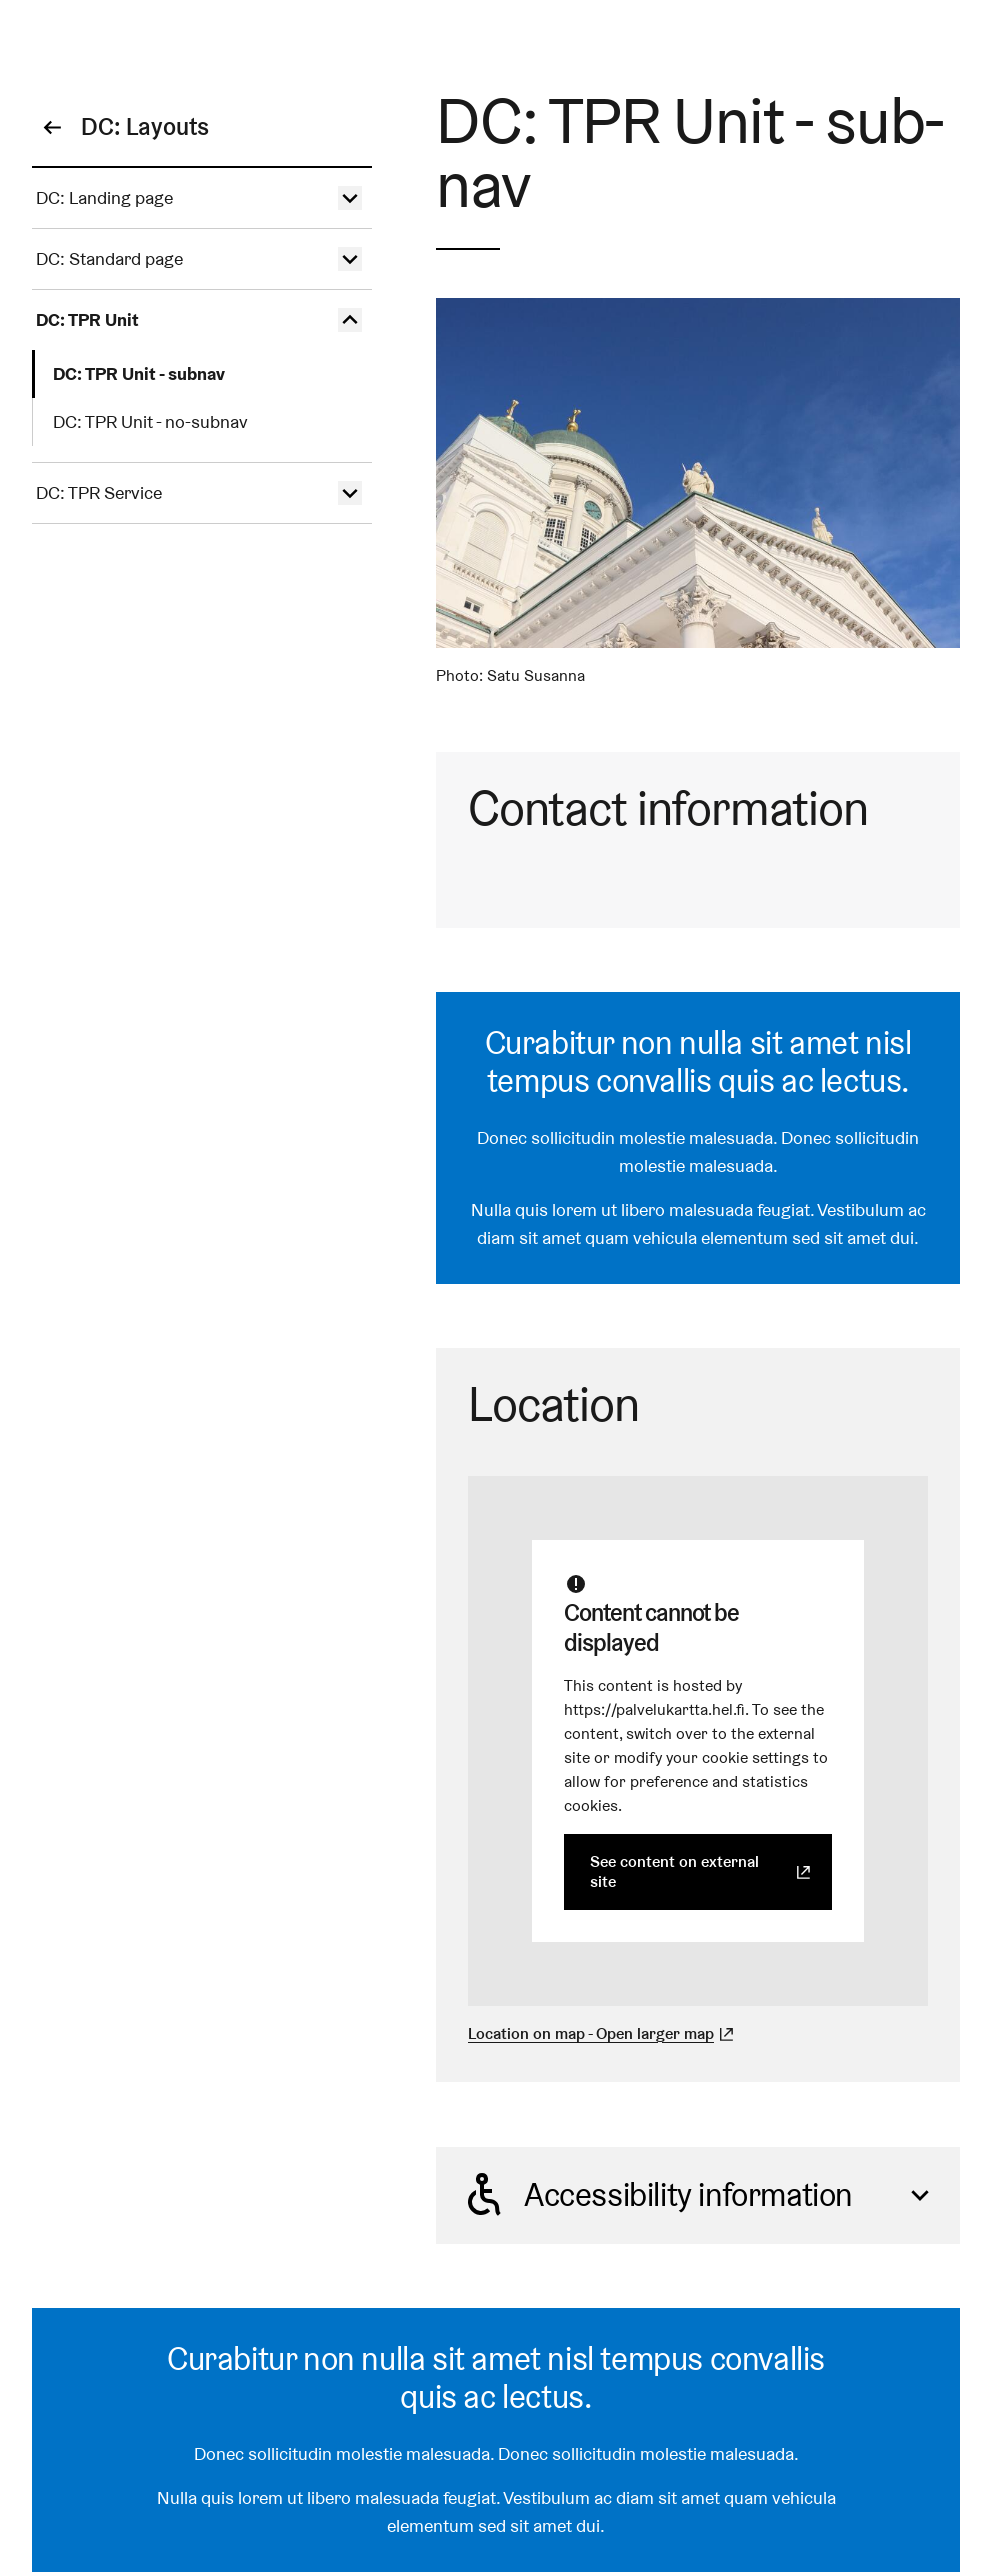 DC: Layouts
DC: Landing page
DC: Standard page
DC: TPR Unit
DC: TPR Unit - subnav
DC: TPR Unit - no-subnav
DC: TPR Service
DC: TPR Unit - sub-
nav
Photo: Satu Susanna
Contact information
Curabitur non nulla sit amet nisl
tempus convallis quis ac lectus.
Donec sollicitudin molestie malesuada. Donec sollicitudin
molestie malesuada.
Nulla quis lorem ut libero malesuada feugiat. Vestibulum ac
diam sit amet quam vehicula elementum sed sit amet dui.
Location
Content cannot be
displayed
This content is hosted by
https://palvelukartta.hel.fi. To see the
content, switch over to the external
site or modify your cookie settings to
allow for preference and statistics
cookies.
See content on external
site
Location on map - Open larger map
Accessibility information
Curabitur non nulla sit amet nisl tempus convallis
quis ac lectus.
Donec sollicitudin molestie malesuada. Donec sollicitudin molestie malesuada.
Nulla quis lorem ut libero malesuada feugiat. Vestibulum ac diam sit amet quam vehicula
elementum sed sit amet dui.